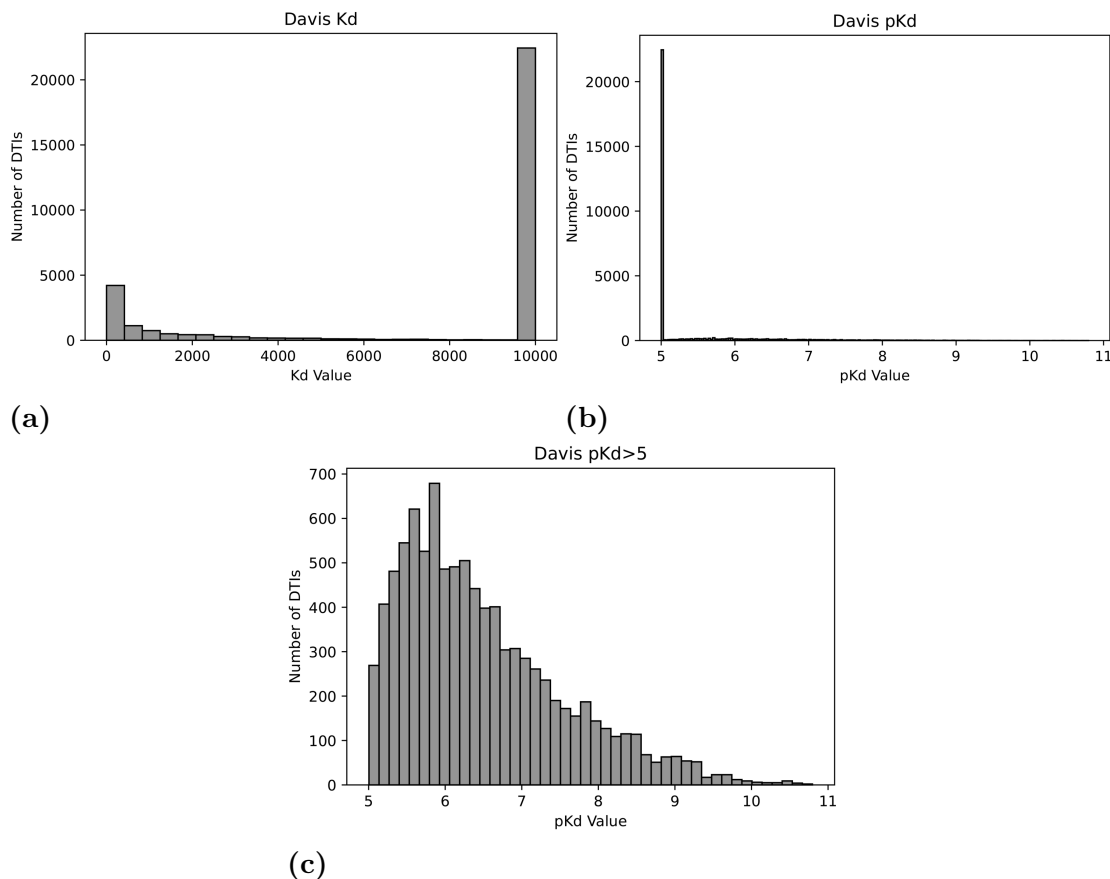 Davis Kd
Number of DTIs
20000
15000
10000
5000
0
0 2000 4000 6000 8000 10000
Kd Value
(a)
Davis pKd
Number of DTIs
20000
15000
10000
5000
0
5 6 7 8 9 10 11
pKd Value
(b)
Davis pKd>5
Number of DTIs
700
600
500
400
300
200
100
0
5 6 7 8 9 10 11
pKd Value
(c)